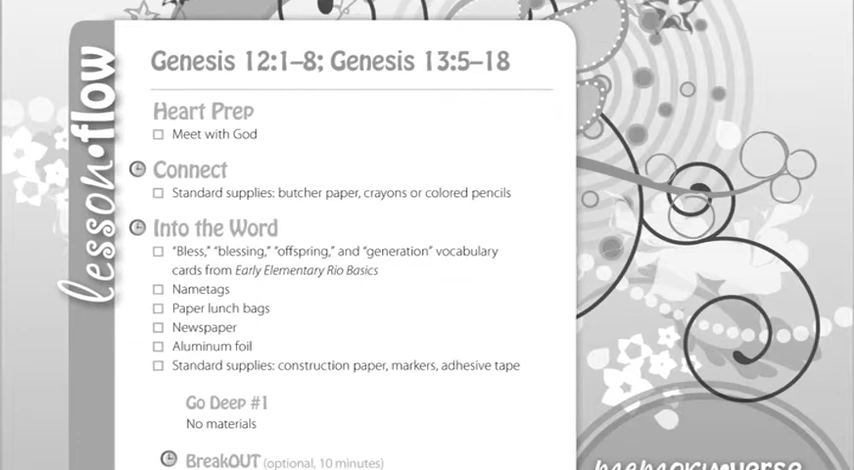 lesson•flow
Genesis 12:1–8; Genesis 13:5–18
Heart Prep
Meet with God
Connect
Standard supplies: butcher paper, crayons or colored pencils
Into the Word
“Bless,” “blessing,” “offspring,” and “generation” vocabulary
cards from Early Elementary Rio Basics
Nametags
Paper lunch bags
Newspaper
Aluminum foil
Standard supplies: construction paper, markers, adhesive tape
Go Deep #1
No materials
BreakOUT (optional, 10 minutes)
memory•verse